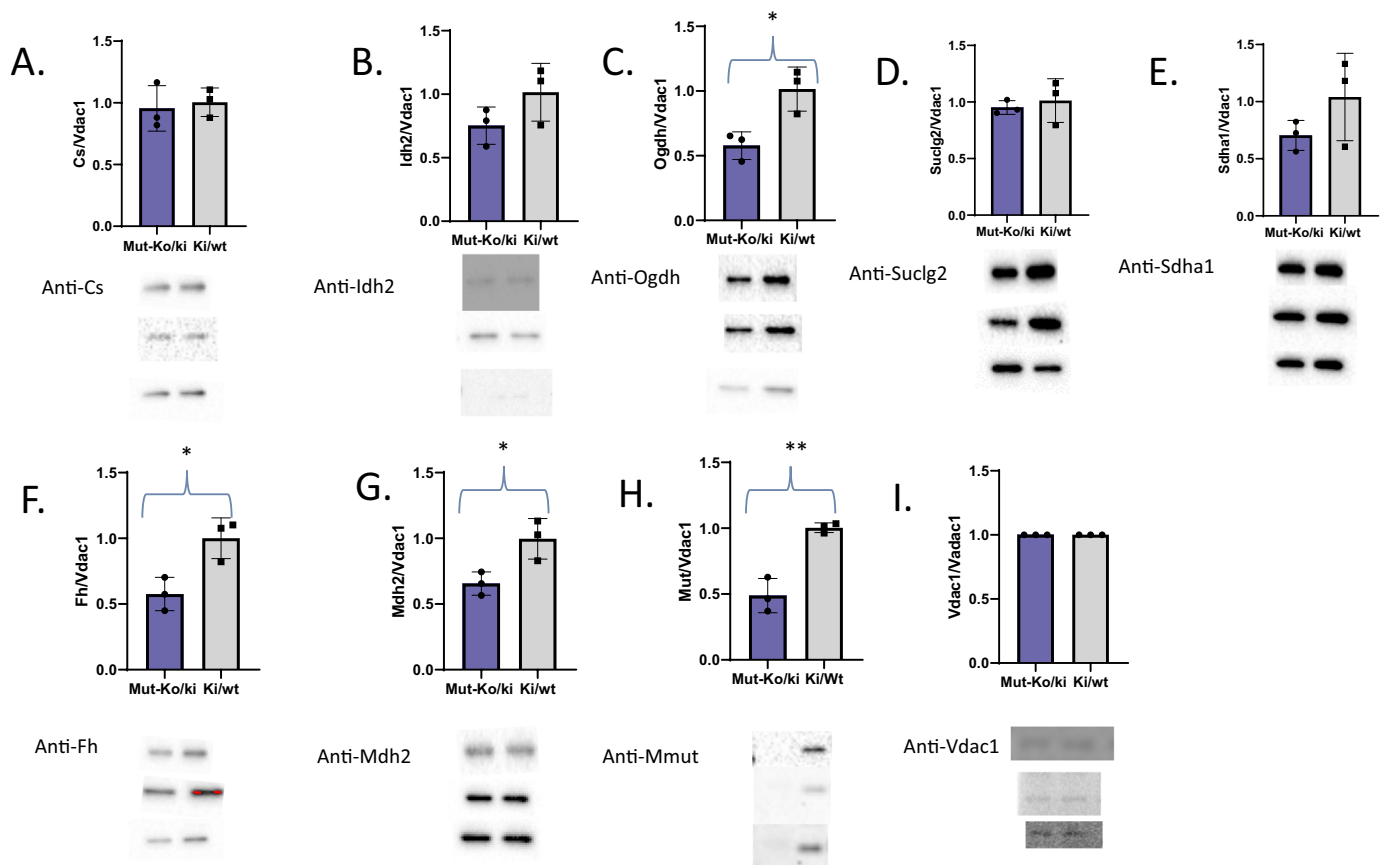 A.
1.5
1.0
0.5
0.0
Cs/Vdac1
Mut-Ko/ki Ki/wt
Anti-Cs
B.
1.5
1.0
0.5
0.0
Idh2/Vdac1
Mut-Ko/ki Ki/wt
Anti-Idh2
C.
*
1.5
1.0
0.5
0.0
Ogdh/Vdac1
Mut-Ko/ki Ki/wt
Anti-Ogdh
D.
1.5
1.0
0.5
0.0
Suclg2/Vdac1
Mut-Ko/ki Ki/wt
Anti-Suclg2
E.
1.5
1.0
0.5
0.0
Sdha1/Vdac1
Mut-Ko/ki Ki/wt
Anti-Sdha1
F.
*
1.5
1.0
0.5
0.0
Fh/Vdac1
Mut-Ko/ki Ki/wt
Anti-Fh
G.
*
1.5
1.0
0.5
0.0
Mdh2/Vdac1
Mut-Ko/ki Ki/wt
Anti-Mdh2
H.
**
1.5
1.0
0.5
0.0
Mut/Vdac1
Mut-Ko/ki Ki/Wt
Anti-Mmut
I.
1.5
1.0
0.5
0.0
Vdac1/Vadac1
Mut-Ko/ki Ki/wt
Anti-Vdac1